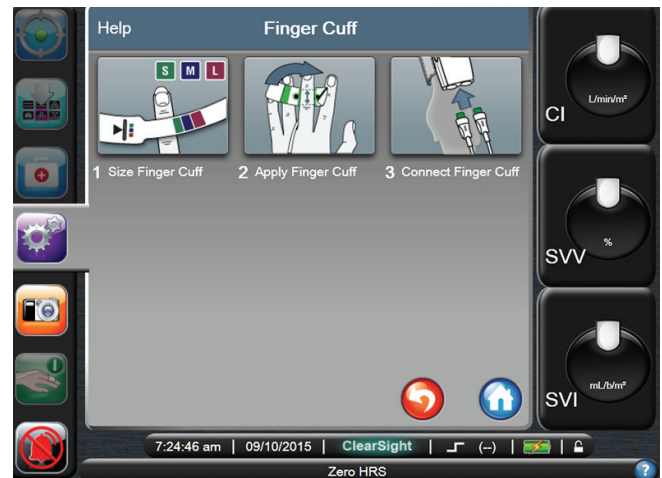 Help
Finger Cuff
S M L
1 Size Finger Cuff
2 Apply Finger Cuff
3 Connect Finger Cuff
CI
L/min/m²
SVV
%
SVI
mL/b/m²
7:24:46 am | 09/10/2015 | ClearSight | (--) |
Zero HRS
?